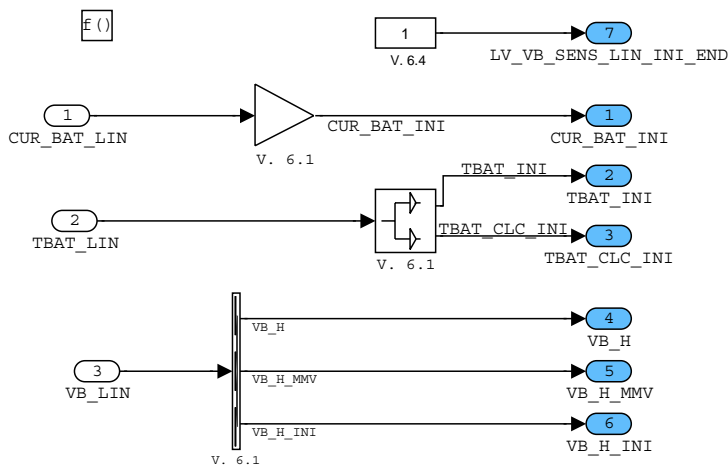 f()
1
V. 6.4
7
LV_VB_SENS_LIN_INI_END
1
CUR_BAT_LIN
V. 6.1
CUR_BAT_INI
1
CUR_BAT_INI
2
TBAT_LIN
V. 6.1
TBAT_INI
2
TBAT_INI
TBAT_CLC_INI
3
TBAT_CLC_INI
3
VB_LIN
V. 6.1
VB_H
4
VB_H
VB_H_MMV
5
VB_H_MMV
VB_H_INI
6
VB_H_INI